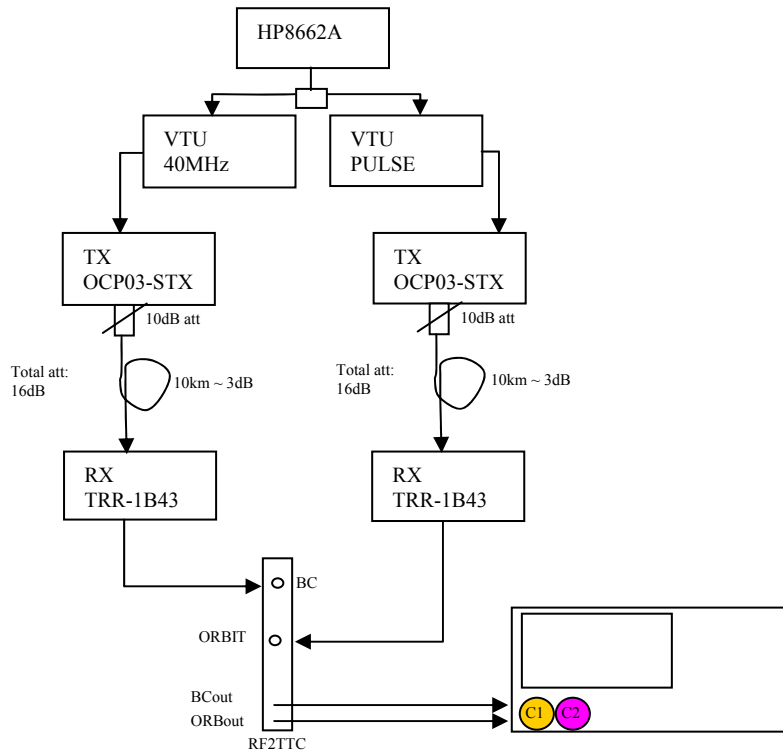 HP8662A
VTU
40MHz
VTU
PULSE
TX
OCP03-STX
TX
OCP03-STX
10dB att
10dB att
Total att:
16dB
10km ~ 3dB
Total att:
16dB
10km ~ 3dB
RX
TRR-1B43
RX
TRR-1B43
BC
ORBIT
BCout
ORBout
C1
C2
RF2TTC